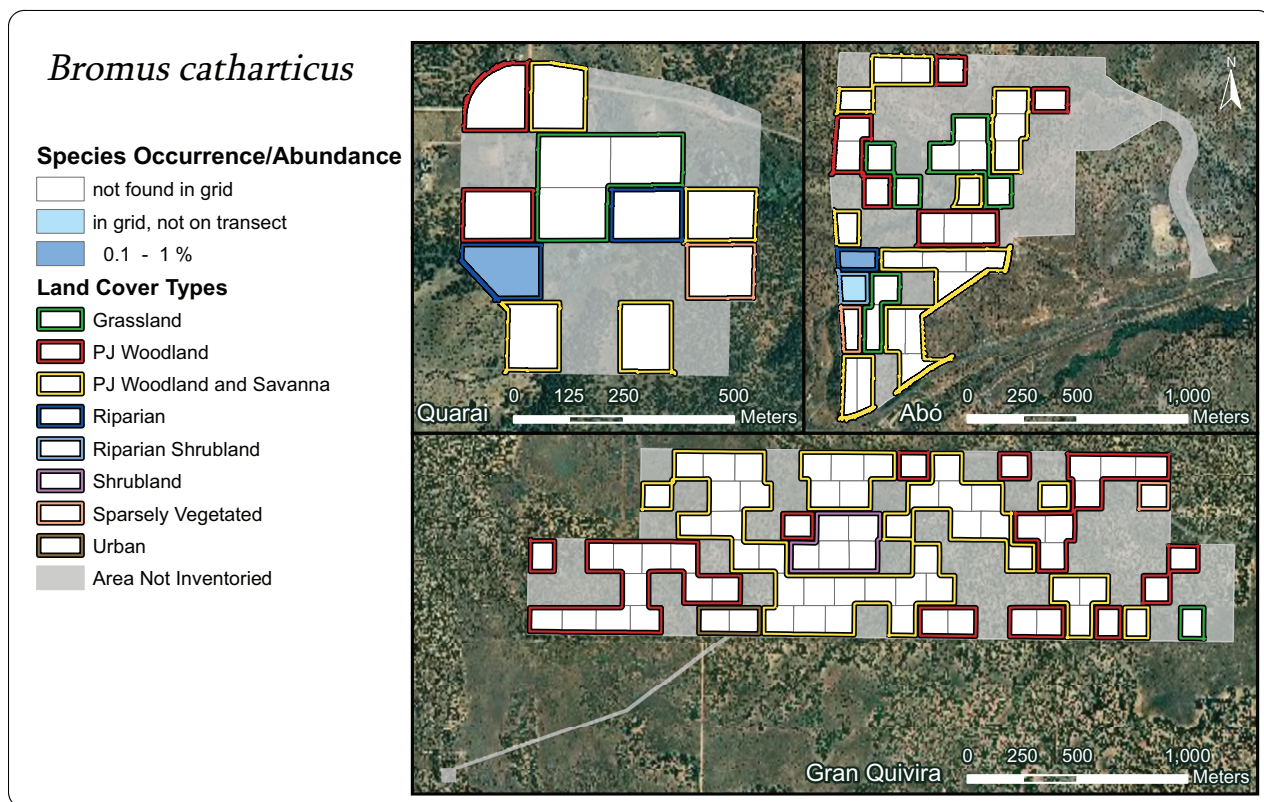 Bromus catharticus
Species Occurrence/Abundance
not found in grid
in grid, not on transect
0.1 - 1 %
Land Cover Types
Grassland
PJ Woodland
PJ Woodland and Savanna
Riparian
Riparian Shrubland
Shrubland
Sparsely Vegetated
Urban
Area Not Inventoried
Quarai
0 125 250 500
Meters
N
Abó
0 250 500 1,000
Meters
Gran Quivira
0 250 500 1,000
Meters